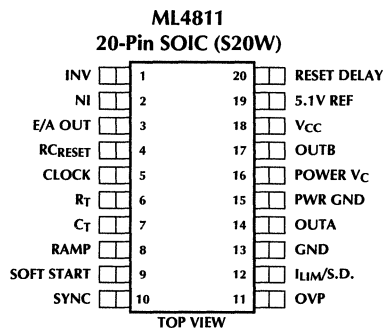 ML4811
20-Pin SOIC (S20W)
INV 1 20 RESET DELAY
NI 2 19 5.1V REF
E/A OUT 3 18 VCC
RCRESET 4 17 OUTB
CLOCK 5 16 POWER VC
RT 6 15 PWR GND
CT 7 14 OUTA
RAMP 8 13 GND
SOFT START 9 12 ILIM/S.D.
SYNC 10 11 OVP
TOP VIEW